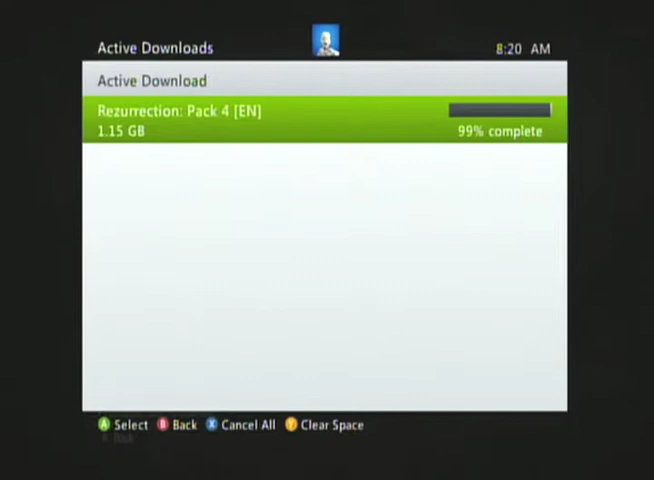 Active Downloads
8:20 AM
Active Download
Rezurrection: Pack 4 [EN]
1.15 GB
99% complete
A Select B Back X Cancel All Y Clear Space